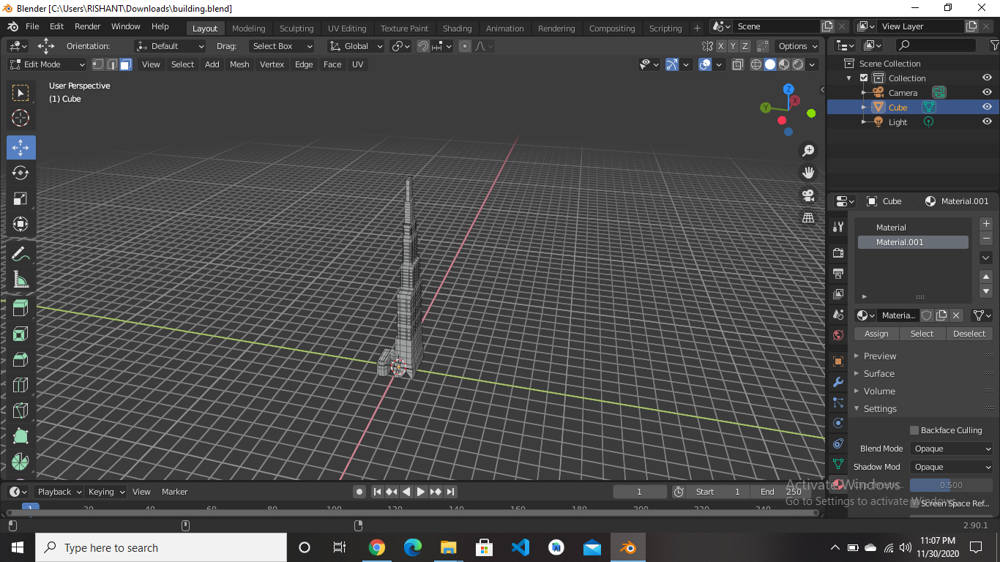 Blender [C:\Users\RISHANT\Downloads\building.blend]
File Edit Render Window Help Layout Modeling Sculpting UV Editing Texture Paint Shading Animation Rendering Compositing Scripting + Scene View Layer
Orientation: Default Drag: Select Box Global X Y Z Options
Edit Mode View Select Add Mesh Vertex Edge Face UV
User Perspective
(1) Cube
Z
X
Y
Scene Collection
Collection
Camera
Cube
Light
Cube Material.001
Material
Material.001
Materia...
Assign Select Deselect
Preview
Surface
Volume
Settings
Backface Culling
Blend Mode Opaque
Shadow Mod Opaque
0.500
Screen Space Ref...
Activate Windows
Go to Settings to activate Windows.
Playback Keying View Marker 1 Start 1 End 250
1 20 40 60 80 100 120 140 160 180 200 220 240
2.90.1
Type here to search
11:07 PM
11/30/2020